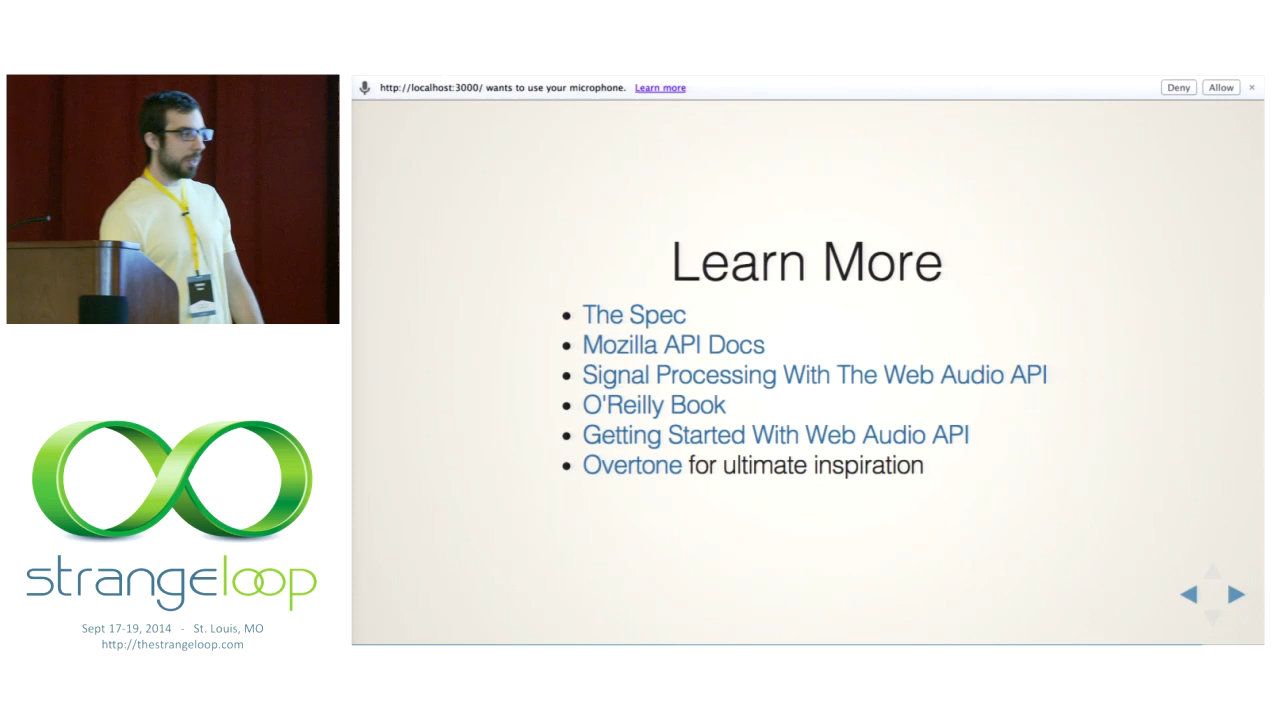 http://localhost:3000/ wants to use your microphone. Learn more Deny Allow ×
Learn More
• The Spec
• Mozilla API Docs
• Signal Processing With The Web Audio API
• O'Reilly Book
• Getting Started With Web Audio API
• Overtone for ultimate inspiration
strangeloop
Sept 17-19, 2014 - St. Louis, MO
http://thestrangeloop.com